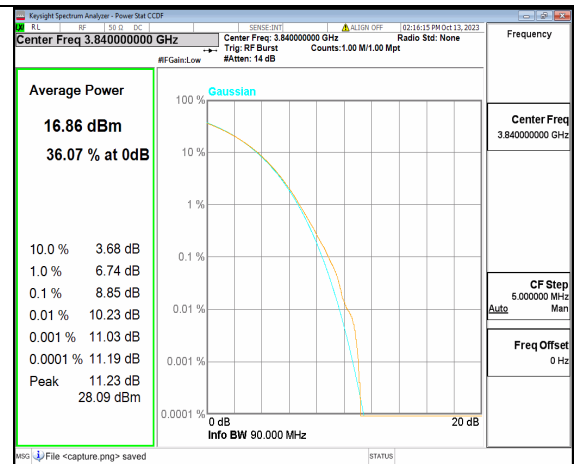 Keysight Spectrum Analyzer - Power Stat CCDF
RL RF 50 Ω DC SENSE:INT ALIGN OFF 02:16:15 PM Oct 13, 2023
Center Freq 3.840000000 GHz
Center Freq: 3.840000000 GHz Radio Std: None
Trig: RF Burst Counts:1.00 M/1.00 Mpt
#IFGain:Low #Atten: 14 dB
Frequency
Average Power
16.86 dBm
36.07 % at 0dB
10.0 % 3.68 dB
1.0 % 6.74 dB
0.1 % 8.85 dB
0.01 % 10.23 dB
0.001 % 11.03 dB
0.0001 % 11.19 dB
Peak 11.23 dB
28.09 dBm
Gaussian
100 %
10 %
1 %
0.1 %
0.01 %
0.001 %
0.0001 %
0 dB 20 dB
Info BW 90.000 MHz
Center Freq
3.840000000 GHz
CF Step
5.000000 MHz
Auto Man
Freq Offset
0 Hz
MSG File <capture.png> saved STATUS